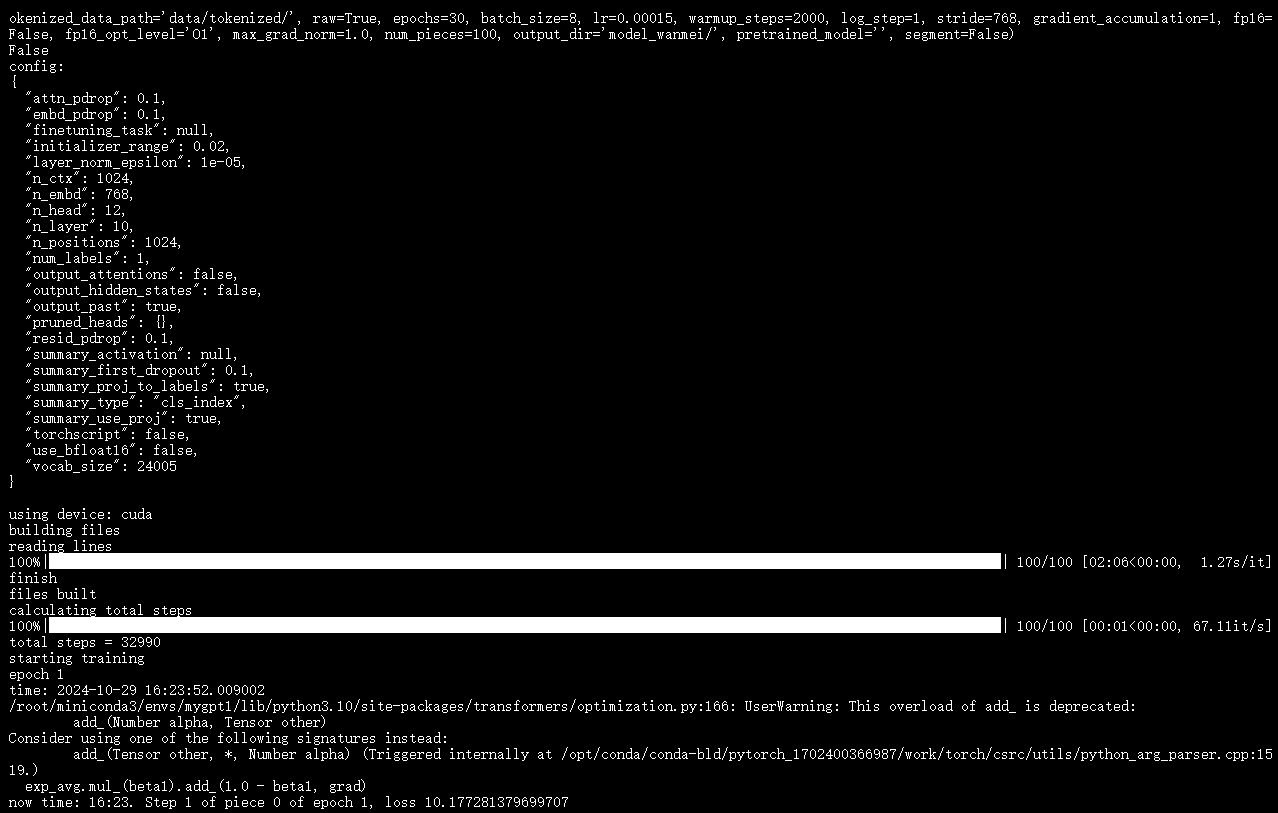 okenized_data_path='data/tokenized/', raw=True, epochs=30, batch_size=8, lr=0.00015, warmup_steps=2000, log_step=1, stride=768, gradient_accumulation=1, fp16=
False, fp16_opt_level='O1', max_grad_norm=1.0, num_pieces=100, output_dir='model_wanmei/', pretrained_model='', segment=False)
False
config:
{
  "attn_pdrop": 0.1,
  "embd_pdrop": 0.1,
  "finetuning_task": null,
  "initializer_range": 0.02,
  "layer_norm_epsilon": 1e-05,
  "n_ctx": 1024,
  "n_embd": 768,
  "n_head": 12,
  "n_layer": 10,
  "n_positions": 1024,
  "num_labels": 1,
  "output_attentions": false,
  "output_hidden_states": false,
  "output_past": true,
  "pruned_heads": {},
  "resid_pdrop": 0.1,
  "summary_activation": null,
  "summary_first_dropout": 0.1,
  "summary_proj_to_labels": true,
  "summary_type": "cls_index",
  "summary_use_proj": true,
  "torchscript": false,
  "use_bfloat16": false,
  "vocab_size": 24005
}
using device: cuda
building files
reading lines
100%| | 100/100 [02:06<00:00,  1.27s/it]
finish
files built
calculating total steps
100%| | 100/100 [00:01<00:00, 67.11it/s]
total steps = 32990
starting training
epoch 1
time: 2024-10-29 16:23:52.009002
/root/miniconda3/envs/mygpt1/lib/python3.10/site-packages/transformers/optimization.py:166: UserWarning: This overload of add_ is deprecated:
        add_(Number alpha, Tensor other)
Consider using one of the following signatures instead:
        add_(Tensor other, *, Number alpha) (Triggered internally at /opt/conda/conda-bld/pytorch_1702400366987/work/torch/csrc/utils/python_arg_parser.cpp:15
19.)
  exp_avg.mul_(beta1).add_(1.0 - beta1, grad)
now time: 16:23. Step 1 of piece 0 of epoch 1, loss 10.177281379699707